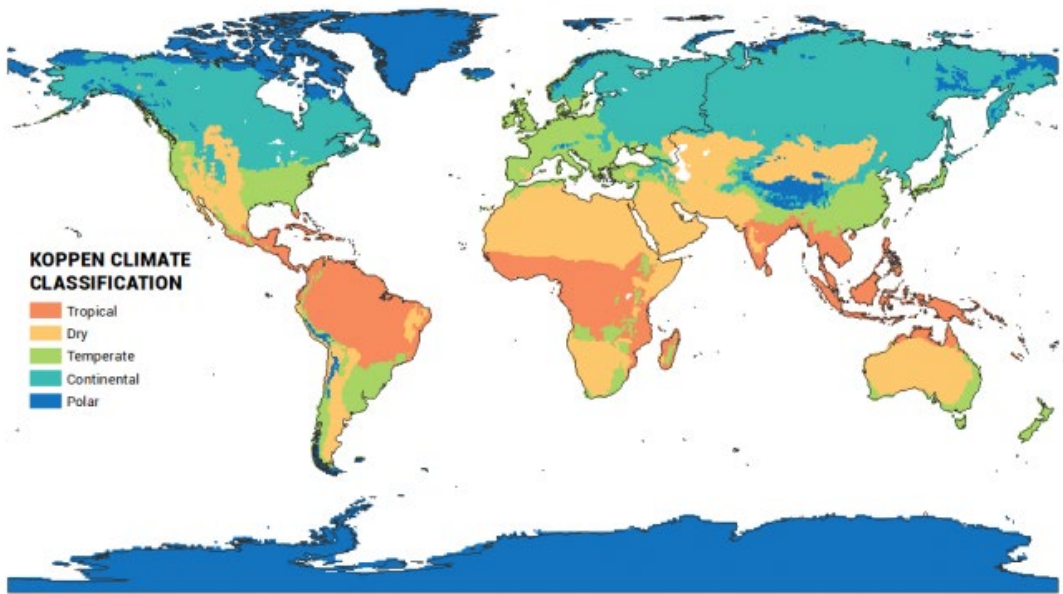 KOPPEN CLIMATE
CLASSIFICATION
Tropical
Dry
Temperate
Continental
Polar